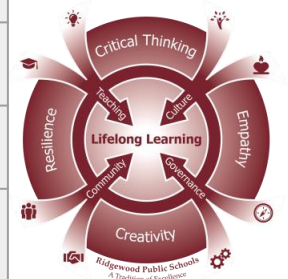 Critical Thinking
Teaching
Culture
Resilience
Lifelong Learning
Empathy
Community
Governance
Creativity
Ridgewood Public Schools
A Tradition of Excellence